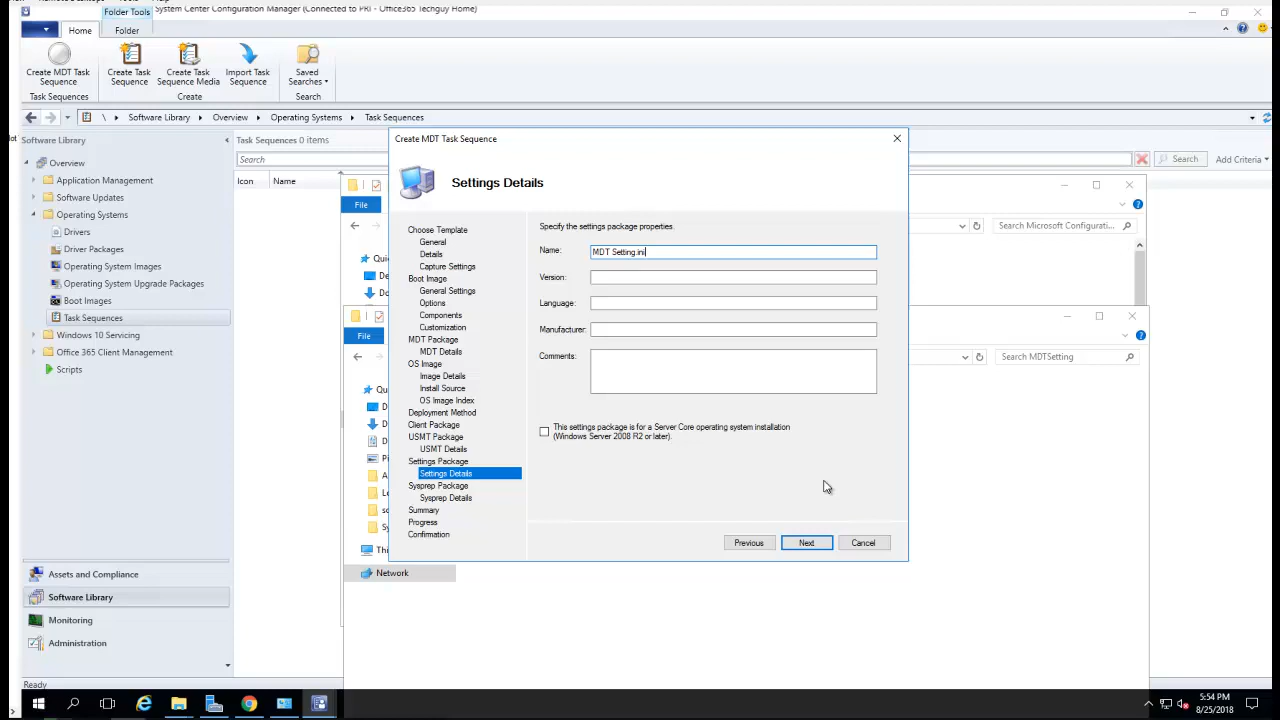 Folder Tools
System Center Configuration Manager (Connected to PRI - Office365 Techguy Home)
Home
Folder
Create MDT Task
Sequence
Create Task
Sequence
Create Task
Sequence Media
Import Task
Sequence
Saved
Searches
Task Sequences
Create
Search
\
Software Library
Overview
Operating Systems
Task Sequences
Software Library
Overview
Application Management
Software Updates
Operating Systems
Drivers
Driver Packages
Operating System Images
Operating System Upgrade Packages
Boot Images
Task Sequences
Windows 10 Servicing
Office 365 Client Management
Scripts
Assets and Compliance
Software Library
Monitoring
Administration
Ready
Task Sequences 0 items
Search
Icon
Name
Search
Add Criteria
File
Search Microsoft Configurati...
File
Search MDTSetting
Network
Create MDT Task Sequence
Settings Details
Choose Template
General
Details
Capture Settings
Boot Image
General Settings
Options
Components
Customization
MDT Package
MDT Details
OS Image
Image Details
Install Source
OS Image Index
Deployment Method
Client Package
USMT Package
USMT Details
Settings Package
Settings Details
Sysprep Package
Sysprep Details
Summary
Progress
Confirmation
Specify the settings package properties.
Name:
MDT Setting.ini
Version:
Language:
Manufacturer:
Comments:
This settings package is for a Server Core operating system installation
(Windows Server 2008 R2 or later).
Previous
Next
Cancel
5:54 PM
8/25/2018